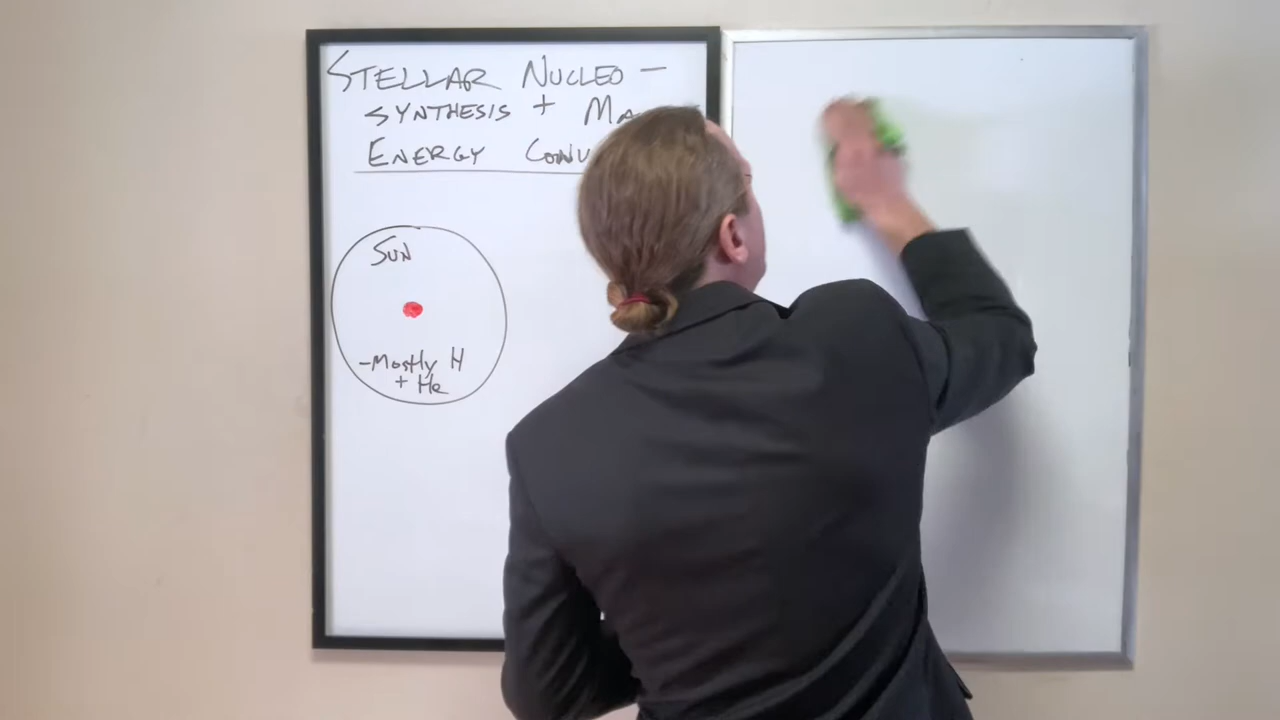 STELLAR NUCLEO -
SYNTHESIS + 
ENERGY
SUN
- Mostly H
+ He